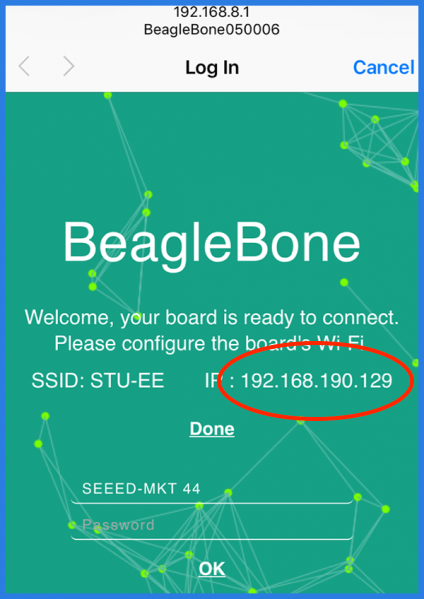 192.168.8.1
BeagleBone050006
Log In
Cancel
BeagleBone
Welcome, your board is ready to connect.
Please configure the board's Wi-Fi
SSID: STU-EE IP : 192.168.190.129
Done
SEEED-MKT 44
Password
OK